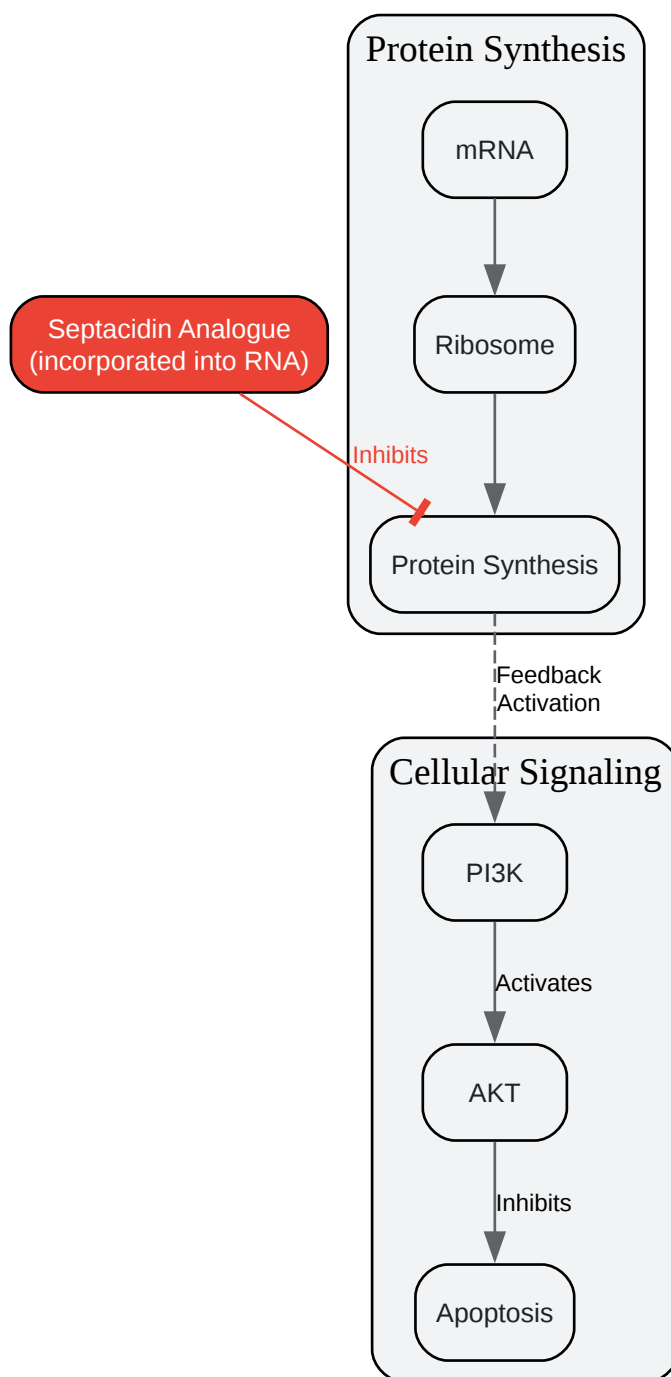 Protein Synthesis
mRNA
Septacidin Analogue
(incorporated into RNA)
Ribosome
Inhibits
Protein Synthesis
Feedback
Activation
Cellular Signaling
PI3K
Activates
AKT
Inhibits
Apoptosis